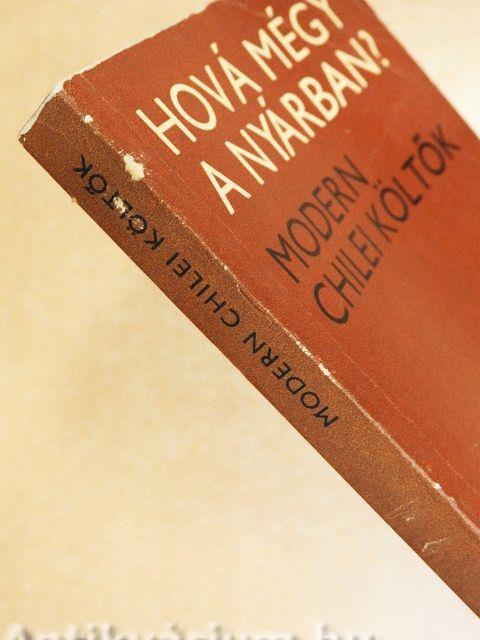 HOVÁ MÉGY
A NYÁRBAN?
MODERN
CHILEI KÖLTŐK
MODERN CHILEI KÖLTŐK